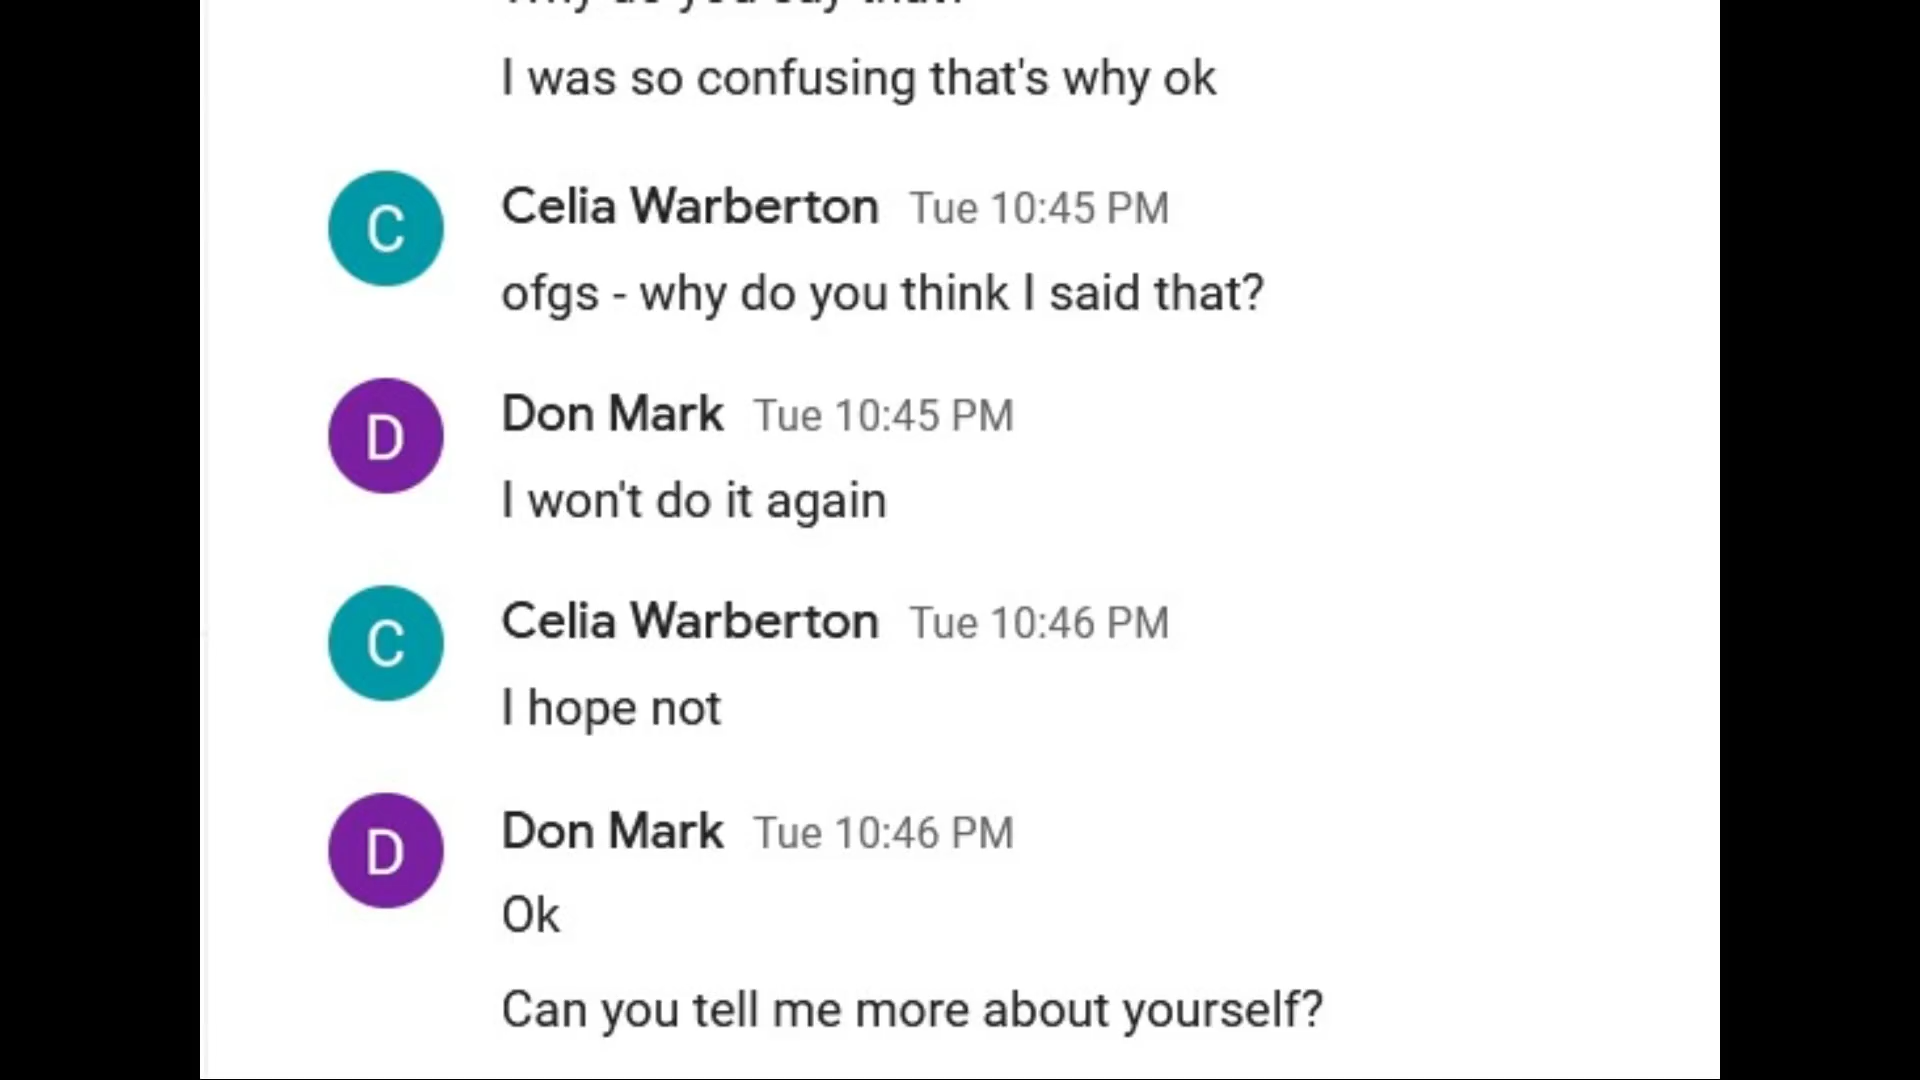 I was so confusing that's why ok
C
Celia Warberton Tue 10:45 PM
ofgs - why do you think I said that?
D
Don Mark Tue 10:45 PM
I won't do it again
C
Celia Warberton Tue 10:46 PM
I hope not
D
Don Mark Tue 10:46 PM
Ok
Can you tell me more about yourself?